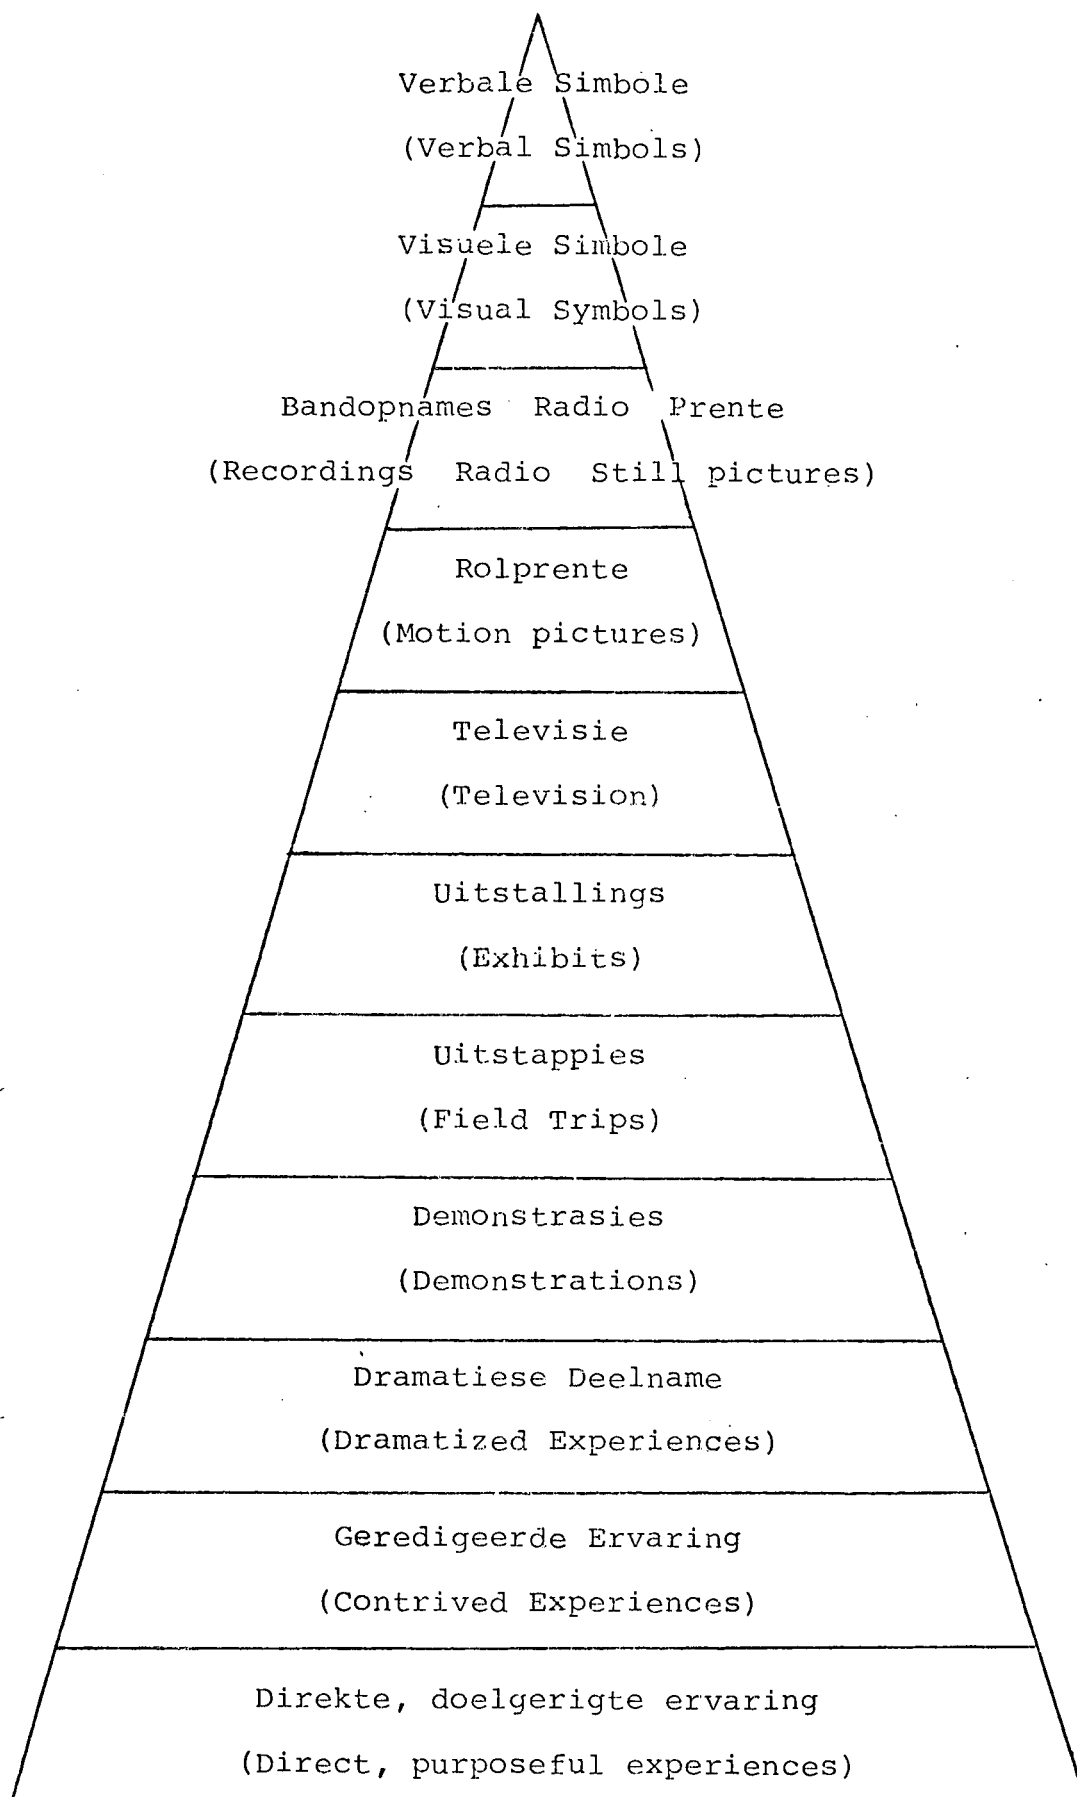 Verbale Simbole
(Verbal Simbols)
Visuele Simbole
(Visual Symbols)
Bandopnames Radio Prente
(Recordings Radio Still pictures)
Rolprente
(Motion pictures)
Televisie
(Television)
Uitstallings
(Exhibits)
Uitstappies
(Field Trips)
Demonstrasies
(Demonstrations)
Dramatiese Deelname
(Dramatized Experiences)
Geredigeerde Ervaring
(Contrived Experiences)
Direkte, doelgerigte ervaring
(Direct, purposeful experiences)